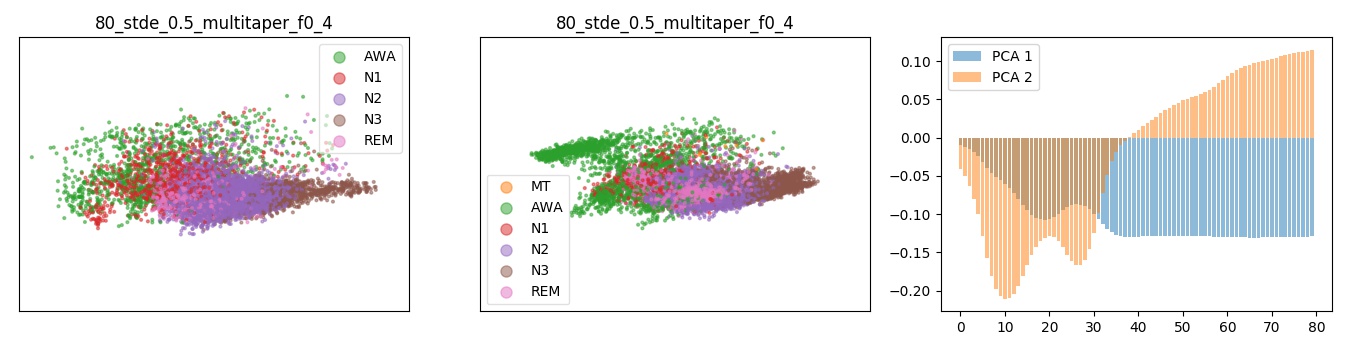 80_stde_0.5_multitaper_f0_4
AWA
N1
N2
N3
REM
80_stde_0.5_multitaper_f0_4
MT
AWA
N1
N2
N3
REM
PCA 1
PCA 2
0.10
0.05
0.00
−0.05
−0.10
−0.15
−0.20
0 10 20 30 40 50 60 70 80